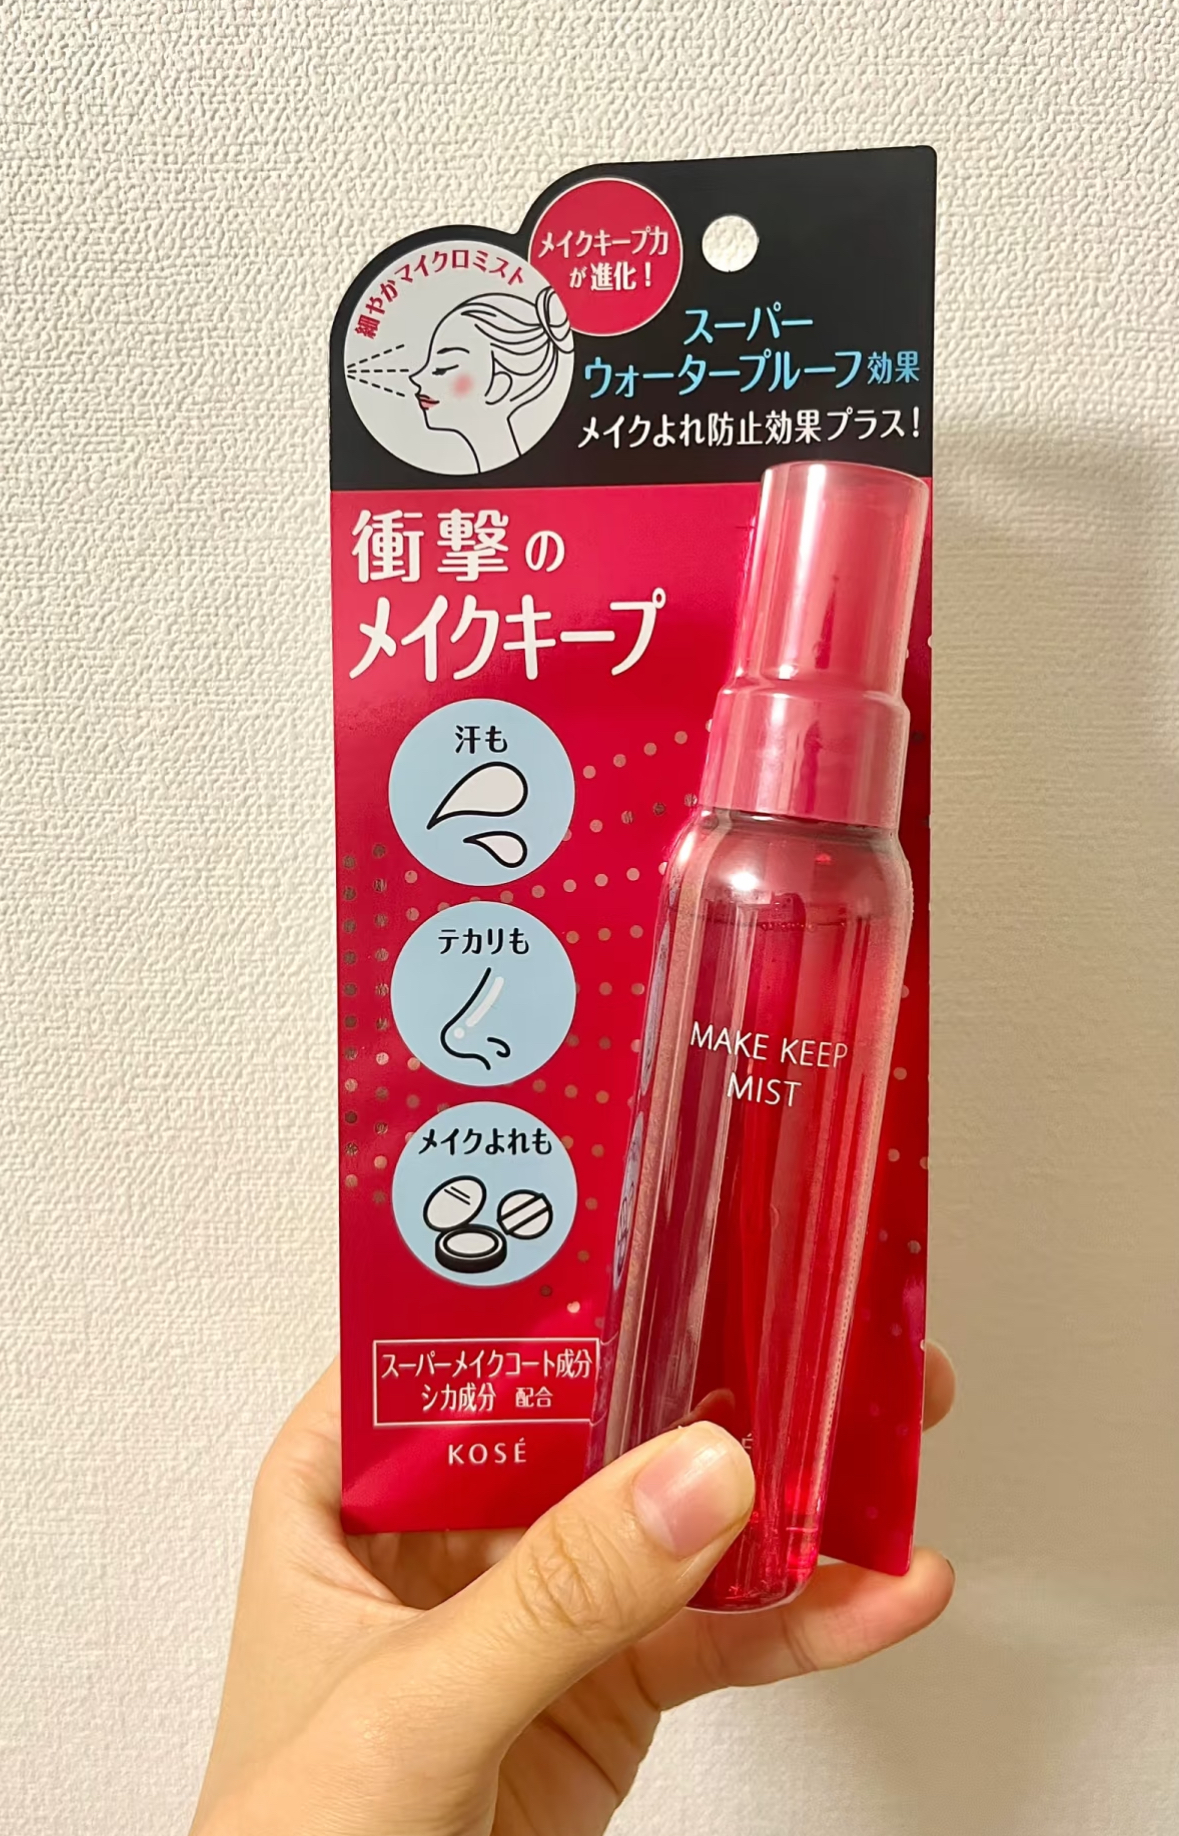 細やかマイクロミスト
メイクキープ力
が進化！
スーパー
ウォータープルーフ効果
メイクよれ防止効果プラス！
衝撃の
メイクキープ
汗も
テカリも
メイクよれも
MAKE KEEP
MIST
スーパーメイクコート成分
シカ成分 配合
KOSÉ
É